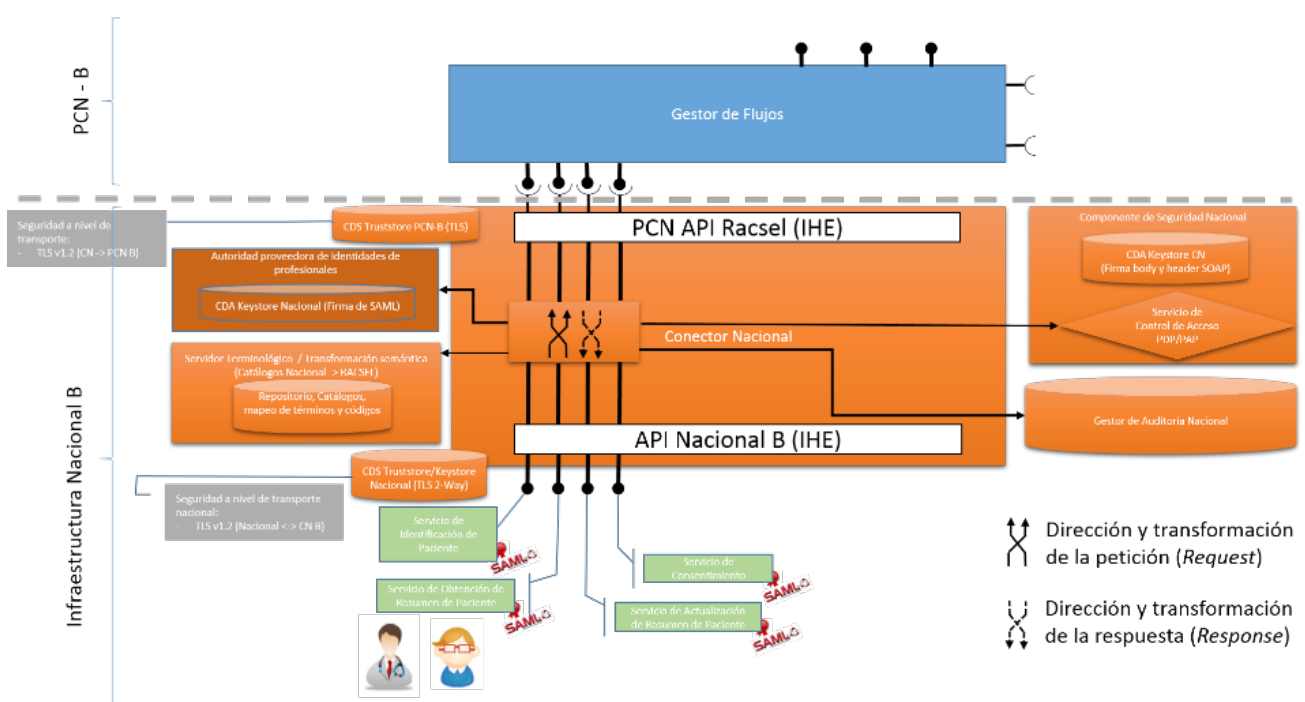 PCN - B
Gestor de Flujos
Seguridad a nivel de
transporte:
- TLS v1.2 (CN -> PCN B)
CDS Truststore PCN-B (TLS)
PCN API Racsel (IHE)
Componente de Seguridad Nacional
CDA Keystore CN
(Firma body y header SOAP)
Autoridad proveedora de identidades de
profesionales
CDA Keystore Nacional (Firma de SAML)
Servicio de
Control de Acceso
PDP/PAP
Conector Nacional
Servidor Terminológico / Transformación semántica
(Catálogos Nacional -> RACSEL)
Repositorio, Catálogos,
mapeo de términos y códigos
Gestor de Auditoria Nacional
API Nacional B (IHE)
Infraestructura Nacional B
CDS Truststore/Keystore
Nacional (TLS 2-Way)
Seguridad a nivel de transporte
nacional:
- TLS v1.2 (Nacional <-> CN B)
Servicio de
Identificación de
Paciente
SAML
Servicio de Obtención de
Resumen de Paciente
SAML
Servicio de
Consentimiento
SAML
Servicio de Actualización
de Resumen de Paciente
SAML
Dirección y transformación
de la petición (Request)
Dirección y transformación
de la respuesta (Response)